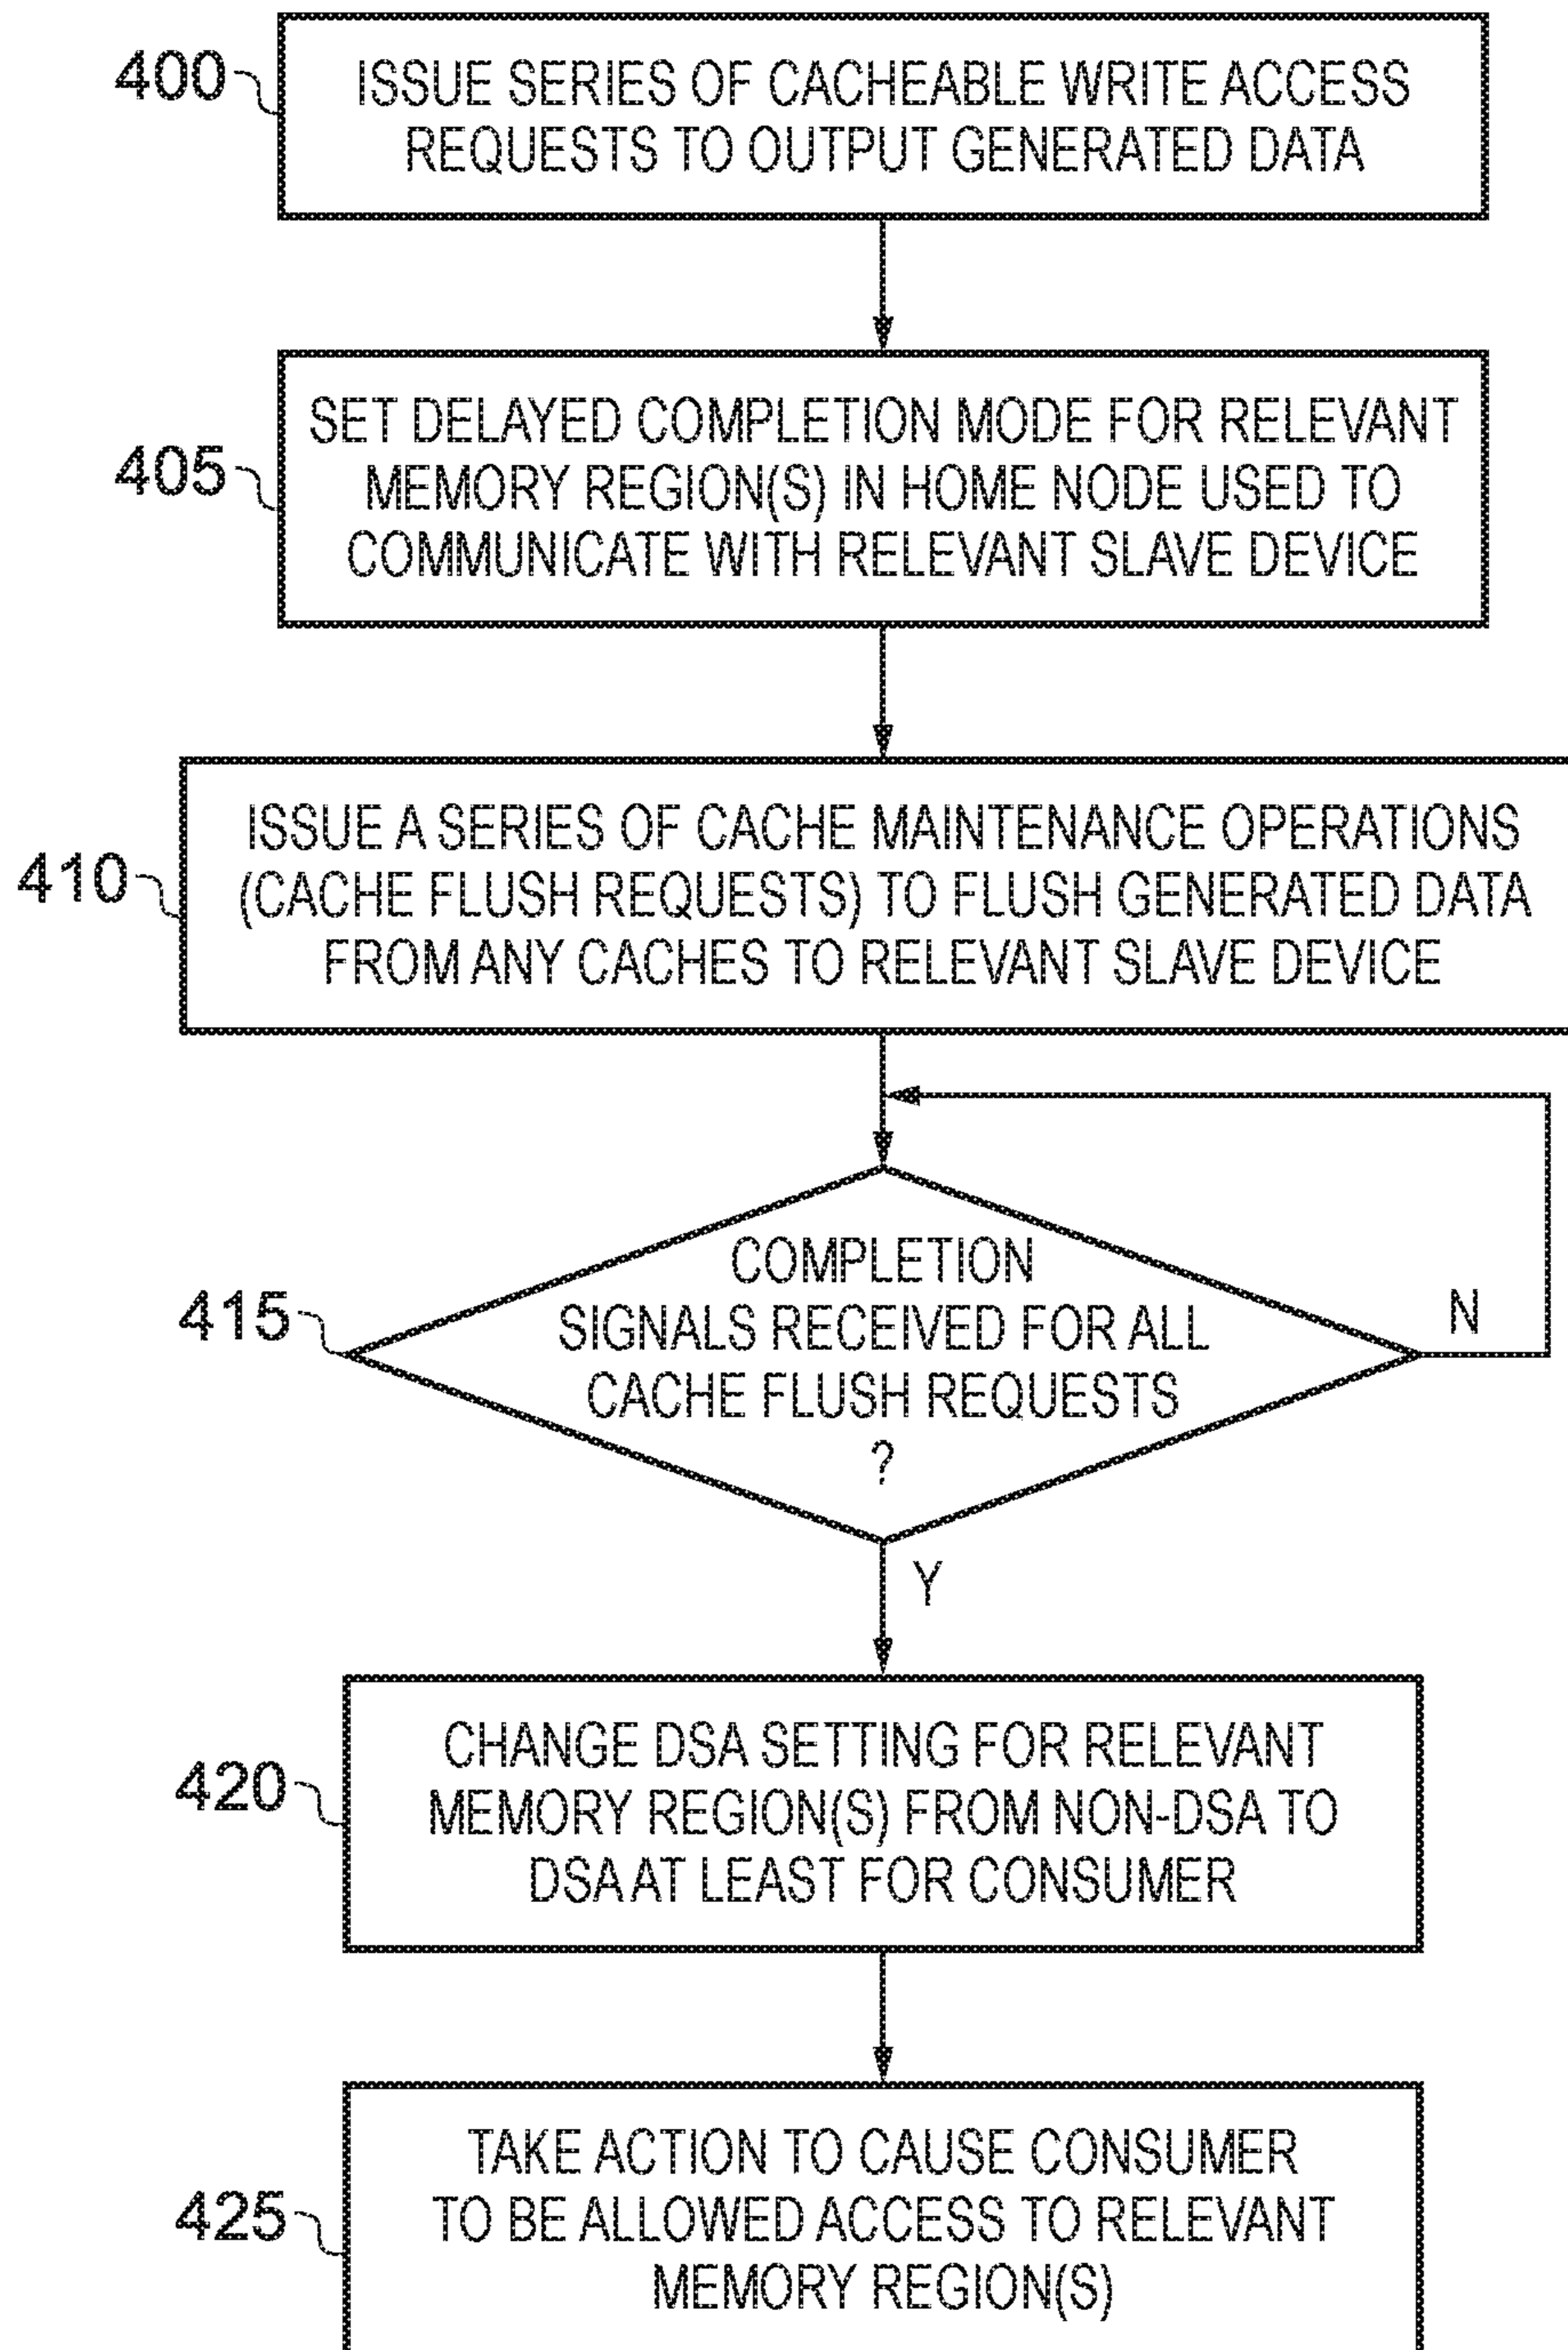 400
ISSUE SERIES OF CACHEABLE WRITE ACCESS
REQUESTS TO OUTPUT GENERATED DATA
405
SET DELAYED COMPLETION MODE FOR RELEVANT
MEMORY REGION(S) IN HOME NODE USED TO
COMMUNICATE WITH RELEVANT SLAVE DEVICE
410
ISSUE A SERIES OF CACHE MAINTENANCE OPERATIONS
(CACHE FLUSH REQUESTS) TO FLUSH GENERATED DATA
FROM ANY CACHES TO RELEVANT SLAVE DEVICE
415
COMPLETION
SIGNALS RECEIVED FOR ALL
CACHE FLUSH REQUESTS
?
N
Y
420
CHANGE DSA SETTING FOR RELEVANT
MEMORY REGION(S) FROM NON-DSA TO
DSA AT LEAST FOR CONSUMER
425
TAKE ACTION TO CAUSE CONSUMER
TO BE ALLOWED ACCESS TO RELEVANT
MEMORY REGION(S)